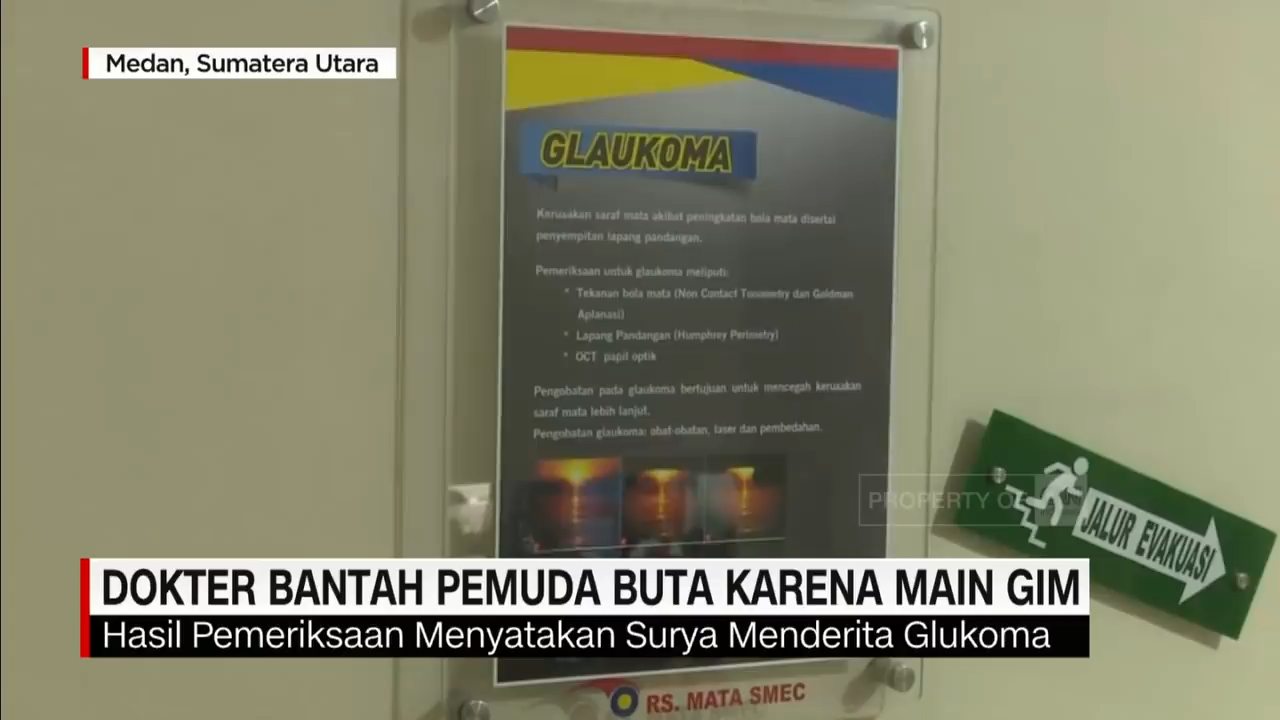 Medan, Sumatera Utara
GLAUKOMA
Kerusakan saraf mata akibat peningkatan bola mata disertai
penyempitan lapang pandangan.
Pemeriksaan untuk glaukoma meliputi:
* Tekanan bola mata (Non Contact Tonometry dan Goldman
Aplanasi)
* Lapang Pandangan (Humphrey Perimetry)
* OCT papil optik
Pengobatan pada glaukoma bertujuan untuk mencegah kerusakan
saraf mata lebih lanjut.
Pengobatan glaukoma: obat-obatan, laser dan pembedahan.
PROPERTY OF
JALUR EVAKUASI
DOKTER BANTAH PEMUDA BUTA KARENA MAIN GIM
Hasil Pemeriksaan Menyatakan Surya Menderita Glukoma
RS. MATA SMEC